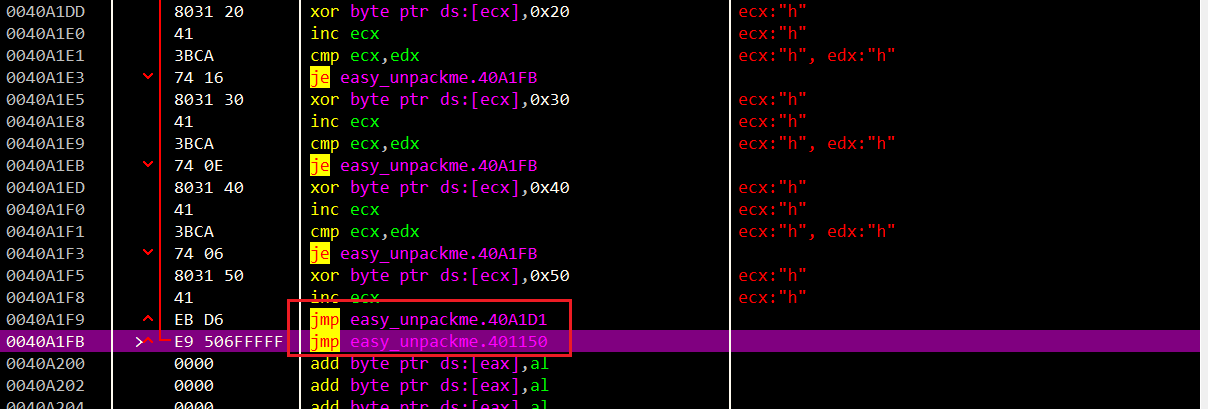 0040A1DD 8031 20 xor byte ptr ds:[ecx],0x20 ecx:"h"
0040A1E0 41 inc ecx ecx:"h"
0040A1E1 3BCA cmp ecx,edx ecx:"h", edx:"h"
0040A1E3 74 16 je easy_unpackme.40A1FB
0040A1E5 8031 30 xor byte ptr ds:[ecx],0x30 ecx:"h"
0040A1E8 41 inc ecx ecx:"h"
0040A1E9 3BCA cmp ecx,edx ecx:"h", edx:"h"
0040A1EB 74 0E je easy_unpackme.40A1FB
0040A1ED 8031 40 xor byte ptr ds:[ecx],0x40 ecx:"h"
0040A1F0 41 inc ecx ecx:"h"
0040A1F1 3BCA cmp ecx,edx ecx:"h", edx:"h"
0040A1F3 74 06 je easy_unpackme.40A1FB
0040A1F5 8031 50 xor byte ptr ds:[ecx],0x50 ecx:"h"
0040A1F8 41 inc ecx ecx:"h"
0040A1F9 EB D6 jmp easy_unpackme.40A1D1
0040A1FB E9 506FFFFF jmp easy_unpackme.401150
0040A200 0000 add byte ptr ds:[eax],al
0040A202 0000 add byte ptr ds:[eax],al
0040A204 0000 add byte ptr ds:[eax],al